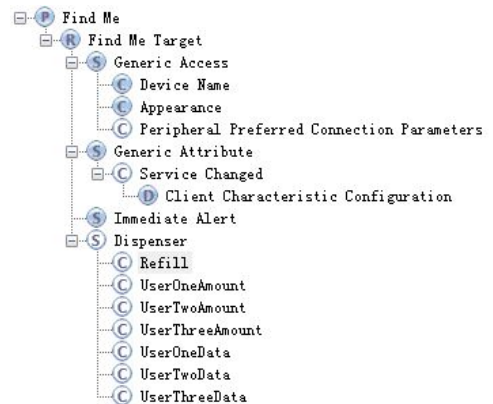 P Find Me
R Find Me Target
S Generic Access
C Device Name
C Appearance
C Peripheral Preferred Connection Parameters
S Generic Attribute
C Service Changed
D Client Characteristic Configuration
S Immediate Alert
S Dispenser
C Refill
C UserOneAmount
C UserTwoAmount
C UserThreeAmount
C UserOneData
C UserTwoData
C UserThreeData